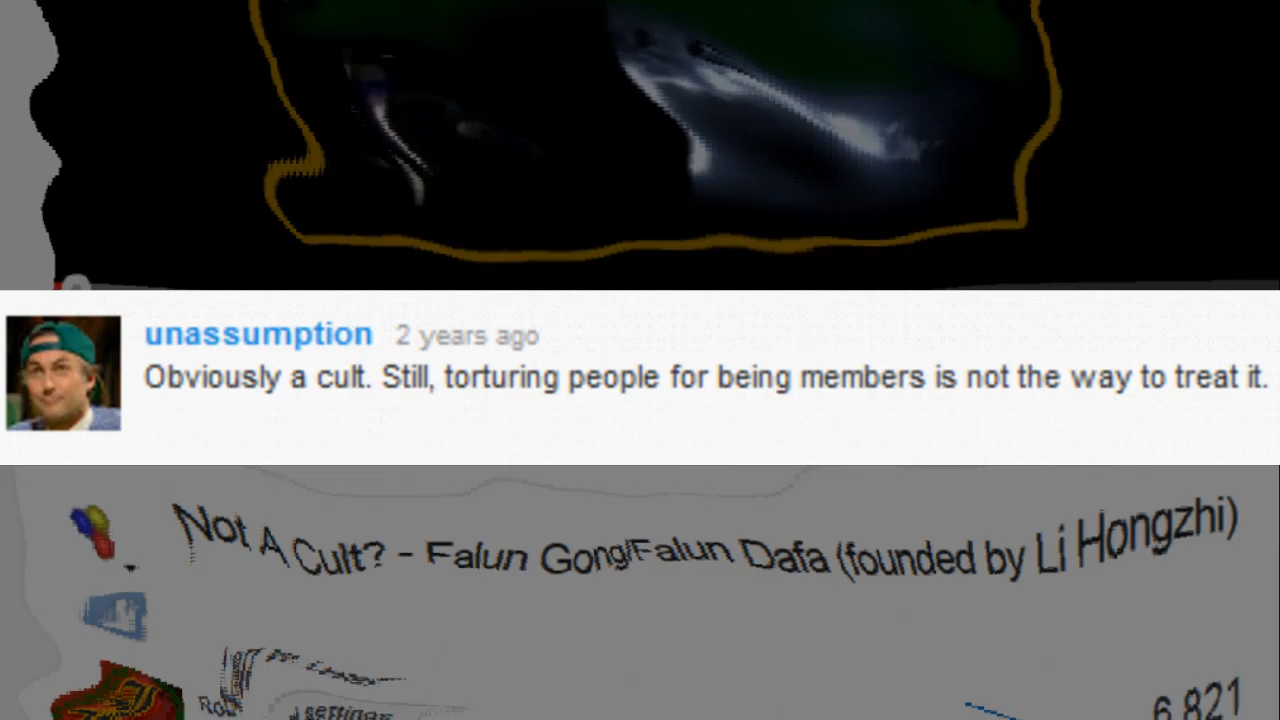 unassumption 2 years ago
Obviously a cult. Still, torturing people for being members is not the way to treat it.
Not A Cult? - Falun Gong/Falun Dafa (founded by Li Hongzhi)
settings
6,821